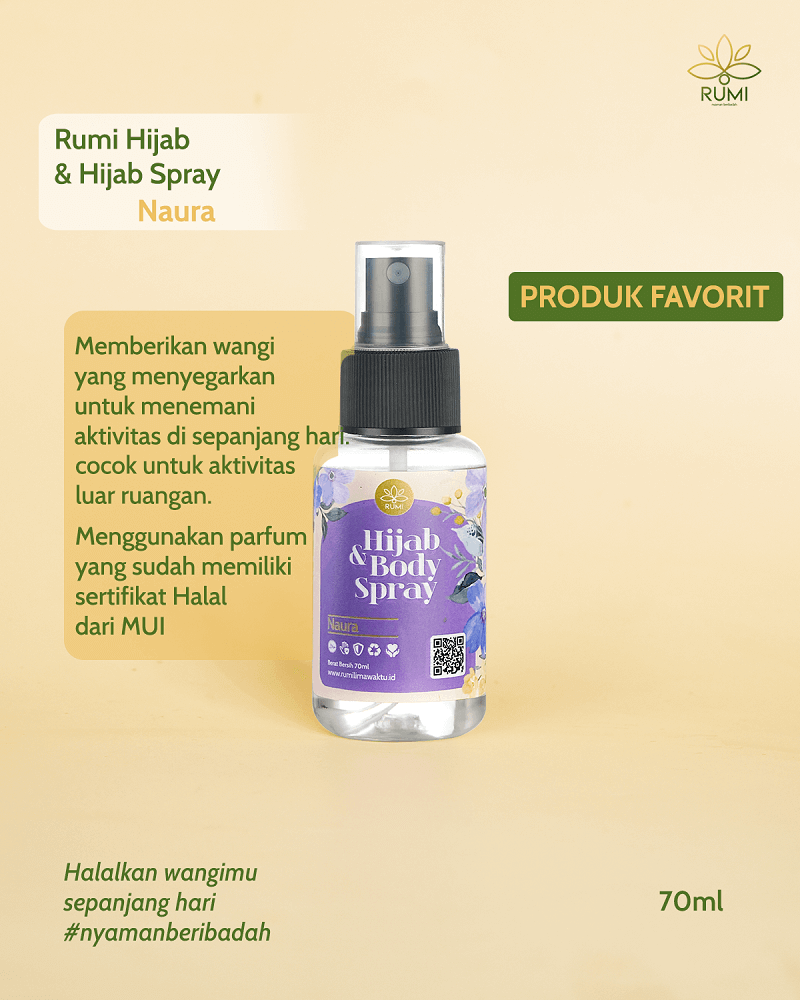 RUMI
Rumi Hijab
& Hijab Spray
Naura
PRODUK FAVORIT
Memberikan wangi
yang menyegarkan
untuk menemani
aktivitas di sepanjang hari.
cocok untuk aktivitas
luar ruangan.
Menggunakan parfum
yang sudah memiliki
sertifikat Halal
dari MUI
RUMI
Hijab
& Body
Spray
Naura
Berat Bersih 70ml
www.rumilimawaktu.id
Halalkan wangimu
sepanjang hari
#nyamanberibadah
70ml